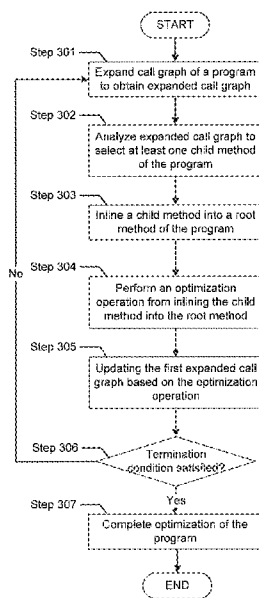 START
Step 301
Expand call graph of a program
to obtain expanded call graph
Step 302
Analyze expanded call graph to
select at least one child method
of the program
Step 303
Inline a child method into a root
method of the program
Step 304
Perform an optimization
operation from inlining the child
method into the root method
Step 305
Updating the first expanded call
graph based on the optimization
operation
Step 306
Termination
condition satisfied?
No
Yes
Step 307
Complete optimization of the
program
END